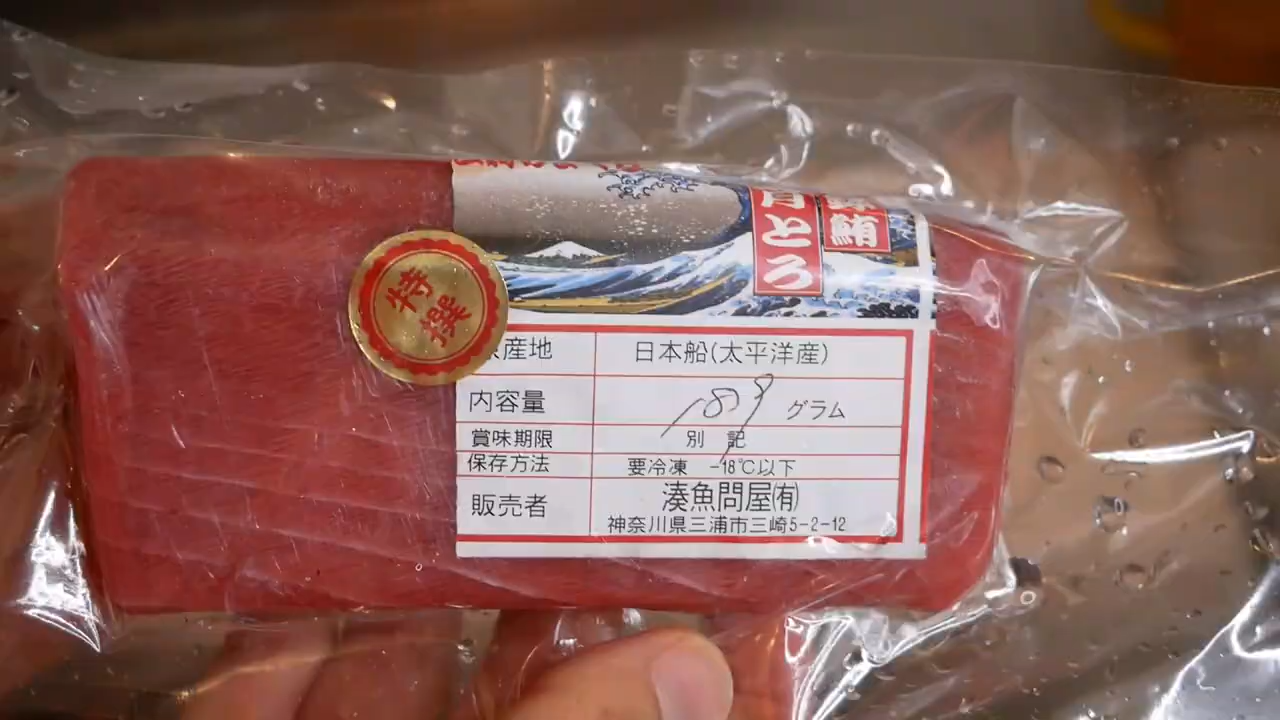 鮪
中とろ
特撰
原産地 日本船(太平洋産)
内容量 189 グラム
賞味期限 別記
保存方法 要冷凍 -18℃以下
販売者 湊魚問屋㈲
神奈川県三浦市三崎5-2-12